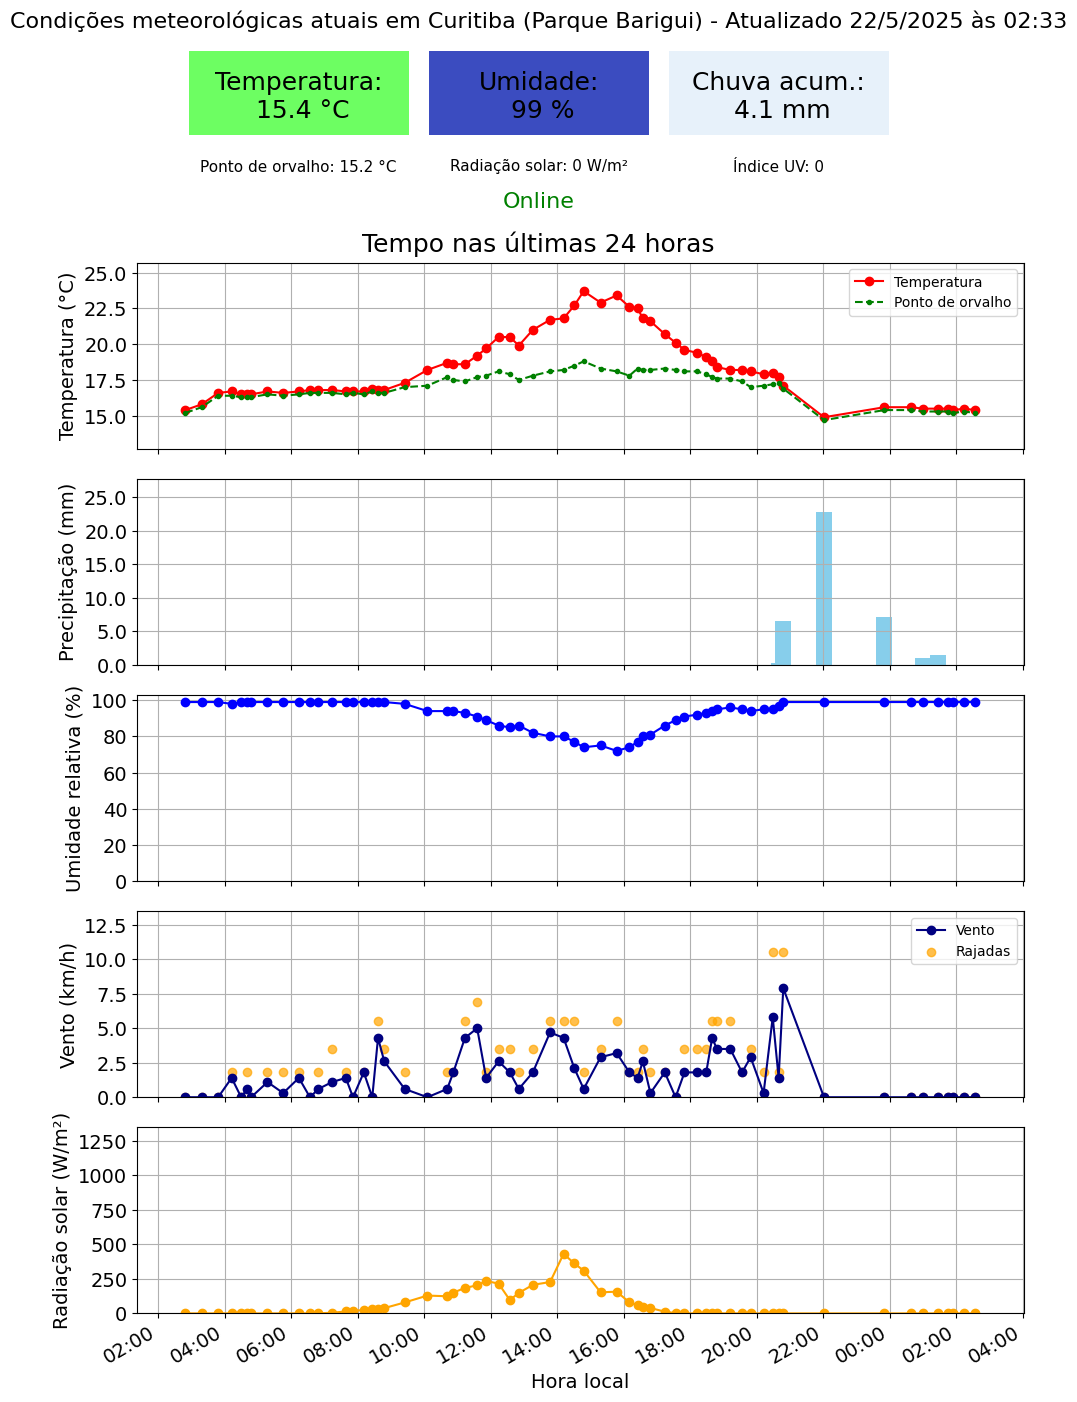 Condições meteorológicas atuais em Curitiba (Parque Barigui) - Atualizado 22/5/2025 às 02:33
Temperatura:
15.4 °C
Umidade:
99 %
Chuva acum.:
4.1 mm
Ponto de orvalho: 15.2 °C
Radiação solar: 0 W/m²
Índice UV: 0
Online
Tempo nas últimas 24 horas
Temperatura (°C)
25.0
22.5
20.0
17.5
15.0
Temperatura
Ponto de orvalho
Precipitação (mm)
25.0
20.0
15.0
10.0
5.0
0.0
Umidade relativa (%)
100
80
60
40
20
0
Vento (km/h)
12.5
10.0
7.5
5.0
2.5
0.0
Vento
Rajadas
Radiação solar (W/m²)
1250
1000
750
500
250
0
02:00
04:00
06:00
08:00
10:00
12:00
14:00
16:00
18:00
20:00
22:00
00:00
02:00
04:00
Hora local